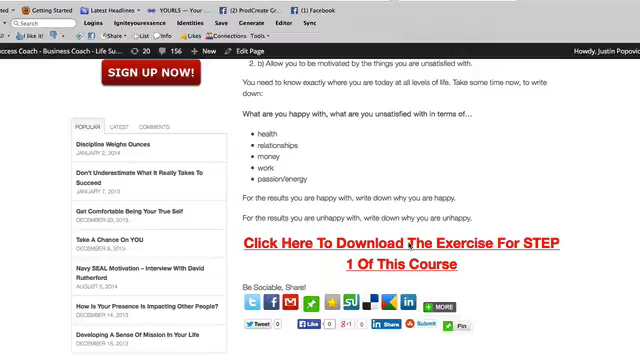 Getting Started Latest Headlines YOURLS ProdCreate Gr Facebook
Search Logins Igniteyouressence Identities Save Generate Editor Sync
I like it! Share Info Likes Connections Tools
uccess Coach - Business Coach - Life Su... 20 156 New Edit Page Howdy, Justin Popovic
SIGN UP NOW!
2. b) Allow you to be motivated by the things you are unsatisfied with.
You need to know exactly where you are today at all levels of life. Take some time now, to write
down:
What are you happy with, what are you unsatisfied with in terms of…
health
relationships
money
work
passion/energy
For the results you are happy with, write down why you are happy.
For the results you are unhappy with, write down why you are unhappy.
Click Here To Download The Exercise For STEP
1 Of This Course
Be Sociable, Share!
MORE
Tweet 0 Like 0 +1 0 Share Submit Pin
POPULAR LATEST COMMENTS
Discipline Weighs Ounces
JANUARY 2, 2014
Don't Underestimate What It Really Takes To
Succeed
JANUARY 7, 2013
Get Comfortable Being Your True Self
DECEMBER 20, 2013
Take A Chance On YOU
DECEMBER 9, 2013
Navy SEAL Motivation – Interview With David
Rutherford
AUGUST 5, 2014
How Is Your Presence Is Impacting Other People?
DECEMBER 18, 2013
Developing A Sense Of Mission In Your Life
DECEMBER 15, 2013